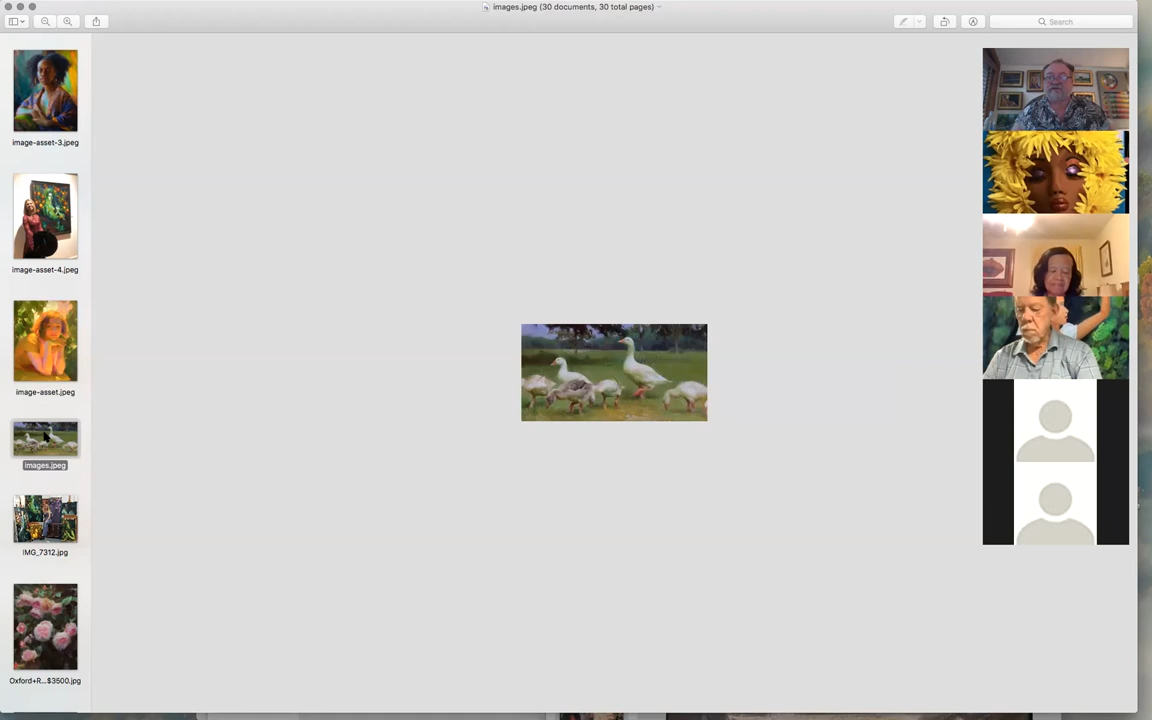 images.jpeg (30 documents, 30 total pages)
Search
image-asset-3.jpeg
image-asset-4.jpeg
image-asset.jpeg
images.jpeg
IMG_7312.jpg
Oxford+R...$3500.jpg